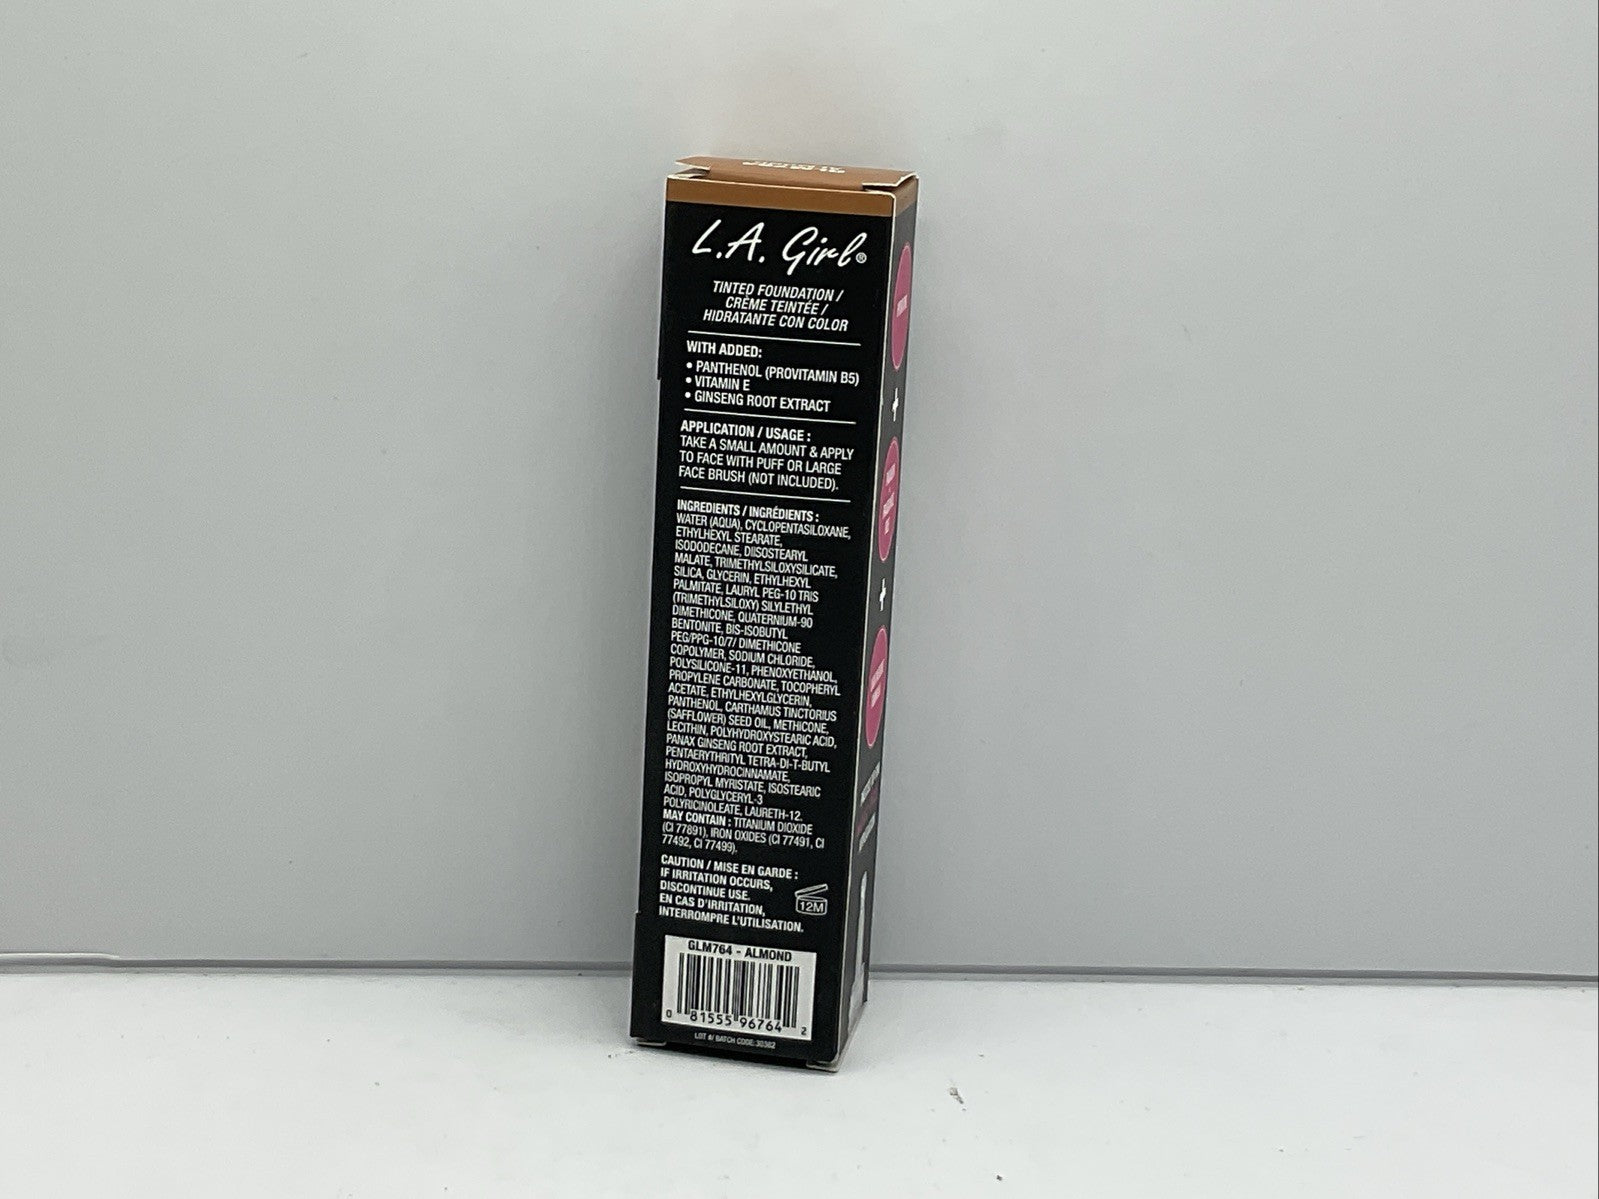 L.A. Girl®
TINTED FOUNDATION /
CRÈME TEINTÉE /
HIDRATANTE CON COLOR
WITH ADDED:
• PANTHENOL (PROVITAMIN B5)
• VITAMIN E
• GINSENG ROOT EXTRACT
APPLICATION / USAGE :
TAKE A SMALL AMOUNT & APPLY
TO FACE WITH PUFF OR LARGE
FACE BRUSH (NOT INCLUDED).
INGREDIENTS / INGRÉDIENTS :
WATER (AQUA), CYCLOPENTASILOXANE,
ETHYLHEXYL STEARATE,
ISODODECANE, DIISOSTEARYL
MALATE, TRIMETHYLSILOXYSILICATE,
SILICA, GLYCERIN, ETHYLHEXYL
PALMITATE, LAURYL PEG-10 TRIS
(TRIMETHYLSILOXY) SILYLETHYL
DIMETHICONE, QUATERNIUM-90
BENTONITE, BIS-ISOBUTYL
PEG/PPG-10/7/ DIMETHICONE
COPOLYMER, SODIUM CHLORIDE,
POLYSILICONE-11, PHENOXYETHANOL,
PROPYLENE CARBONATE, TOCOPHERYL
ACETATE, ETHYLHEXYLGLYCERIN,
PANTHENOL, CARTHAMUS TINCTORIUS
(SAFFLOWER) SEED OIL, METHICONE,
LECITHIN, POLYHYDROXYSTEARIC ACID,
PANAX GINSENG ROOT EXTRACT,
PENTAERYTHRITYL TETRA-DI-T-BUTYL
HYDROXYHYDROCINNAMATE,
ISOPROPYL MYRISTATE, ISOSTEARIC
ACID, POLYGLYCERYL-3
POLYRICINOLEATE, LAURETH-12.
MAY CONTAIN : TITANIUM DIOXIDE
(CI 77891), IRON OXIDES (CI 77491, CI
77492, CI 77499).
CAUTION / MISE EN GARDE :
IF IRRITATION OCCURS,
DISCONTINUE USE.
EN CAS D'IRRITATION,
INTERROMPRE L'UTILISATION.
12M
GLM764 - ALMOND
0 81555 96764 2
LOT #/ BATCH CODE: 30362
+
+